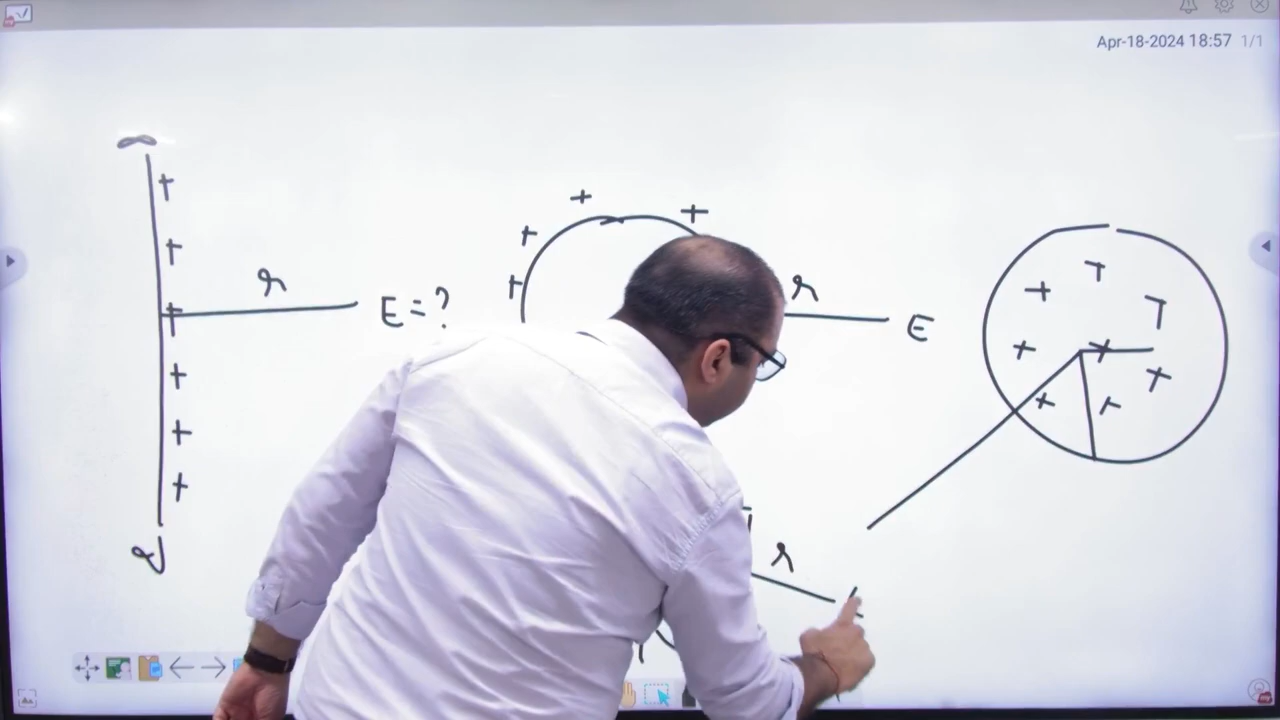 Apr-18-2024 18:57 1/1
∞
+ + +
+ + +
r
E = ?
+ + + +
r
E
+ + + + + +
r